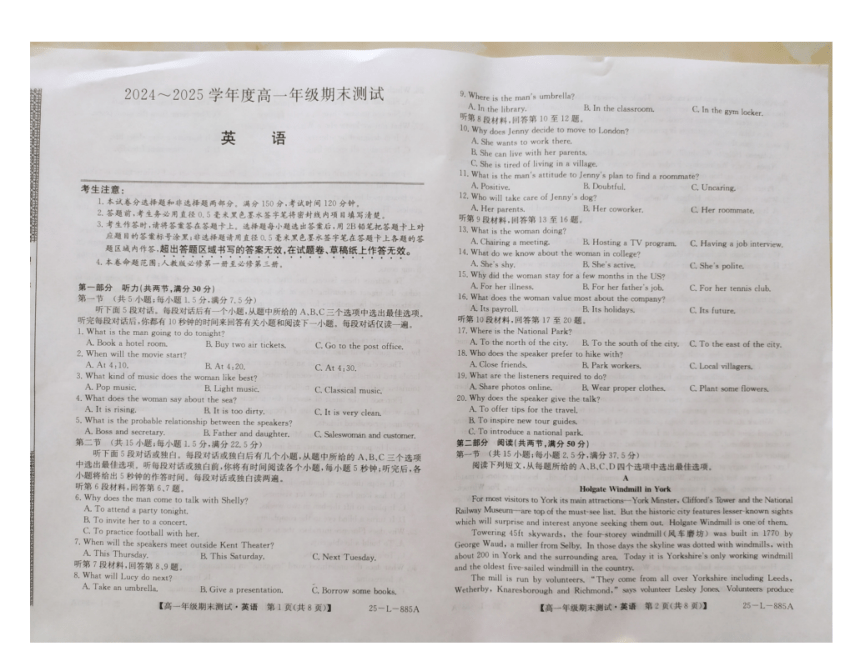 2024～2025 学年度高一年级期末测试
英 语
考生注意：
1. 本试卷分选择题和非选择题两部分。满分 150 分，考试时间 120 分钟。
2. 答题前，考生务必用直径 0.5 毫米黑色墨水签字笔将密封线内项目填写清楚。
3. 考生作答时，请将答案答在答题卡上。选择题每小题选出答案后，用 2B 铅笔把答题卡上对
应题目的答案标号涂黑；非选择题请用直径 0.5 毫米黑色墨水签字笔在答题卡上各题的答
题区域内作答，超出答题区域书写的答案无效，在试题卷、草稿纸上作答无效。
4. 本卷命题范围：人教版必修第一册至必修第三册。
第一部分 听力（共两节，满分 30 分）
第一节 （共 5 小题；每小题 1.5 分，满分 7.5 分）
听下面 5 段对话。每段对话后有一个小题，从题中所给的 A、B、C 三个选项中选出最佳选项。
听完每段对话后，你都有 10 秒钟的时间来回答有关小题和阅读下一小题。每段对话仅读一遍。
1. What is the man going to do tonight?
A. Book a hotel room. B. Buy two air tickets. C. Go to the post office.
2. When will the movie start?
A. At 4:10. B. At 4:20. C. At 4:30.
3. What kind of music does the woman like best?
A. Pop music. B. Light music. C. Classical music.
4. What does the woman say about the sea?
A. It is rising. B. It is too dirty. C. It is very clean.
5. What is the probable relationship between the speakers?
A. Boss and secretary. B. Father and daughter. C. Saleswoman and customer.
第二节 （共 15 小题；每小题 1.5 分，满分 22.5 分）
听下面 5 段对话或独白。每段对话或独白后有几个小题，从题中所给的 A、B、C 三个选项
中选出最佳选项。听每段对话或独白前，你将有时间阅读各个小题，每小题 5 秒钟；听完后，各
小题将给出 5 秒钟的作答时间。每段对话或独白读两遍。
听第 6 段材料，回答第 6、7 题。
6. Why does the man come to talk with Shelly?
A. To attend a party tonight.
B. To invite her to a concert.
C. To practice football with her.
7. When will the speakers meet outside Kent Theater?
A. This Thursday. B. This Saturday. C. Next Tuesday.
听第 7 段材料，回答第 8、9 题。
8. What will Lucy do next?
A. Take an umbrella. B. Give a presentation. C. Borrow some books.
【高一年级期末测试·英语 第 1 页(共 8 页)】 25-L-885A
9. Where is the man's umbrella?
A. In the library. B. In the classroom. C. In the gym locker.
听第 8 段材料，回答第 10 至 12 题。
10. Why does Jenny decide to move to London?
A. She wants to work there.
B. She can live with her parents.
C. She is tired of living in a village.
11. What is the man's attitude to Jenny's plan to find a roommate?
A. Positive. B. Doubtful. C. Uncaring.
12. Who will take care of Jenny's dog?
A. Her parents. B. Her coworker. C. Her roommate.
听第 9 段材料，回答第 13 至 16 题。
13. What is the woman doing?
A. Chairing a meeting. B. Hosting a TV program. C. Having a job interview.
14. What do we know about the woman in college?
A. She's shy. B. She's active. C. She's polite.
15. Why did the woman stay for a few months in the US?
A. For her illness. B. For her father's job. C. For her tennis club.
16. What does the woman value most about the company?
A. Its payroll. B. Its holidays. C. Its future.
听第 10 段材料，回答第 17 至 20 题。
17. Where is the National Park?
A. To the north of the city. B. To the south of the city. C. To the east of the city.
18. Who does the speaker prefer to hike with?
A. Close friends. B. Park workers. C. Local villagers.
19. What are the listeners required to do?
A. Share photos online. B. Wear proper clothes. C. Plant some flowers.
20. Why does the speaker give the talk?
A. To offer tips for the travel.
B. To inspire new tour guides.
C. To introduce a national park.
第二部分 阅读（共两节，满分 50 分）
第一节 （共 15 小题；每小题 2.5 分，满分 37.5 分）
阅读下列短文，从每题所给的 A、B、C、D 四个选项中选出最佳选项。
A
Holgate Windmill in York
For most visitors to York its main attractions—York Minster, Clifford's Tower and the National
Railway Museum—are top of the must-see list. But the historic city features lesser-known sights
which will surprise and interest anyone seeking them out. Holgate Windmill is one of them.
Towering 45ft skywards, the four-storey windmill (风车磨坊) was built in 1770 by
George Waud, a miller from Selby. In those days the skyline was dotted with windmills, with
about 200 in York and the surrounding area. Today it is Yorkshire's only working windmill
and the oldest five-sailed windmill in the country.
The mill is run by volunteers. "They come from all over Yorkshire including Leeds,
Wetherby, Knaresborough and Richmond," says volunteer Lesley Jones. Volunteers produce
【高一年级期末测试·英语 第 2 页(共 8 页)】 25-L-885A